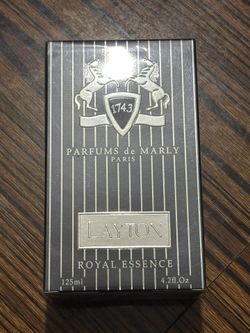 1743
PARFUMS de MARLY
PARIS
LAYTON
ROYAL ESSENCE
125ml 4.2fl.Oz